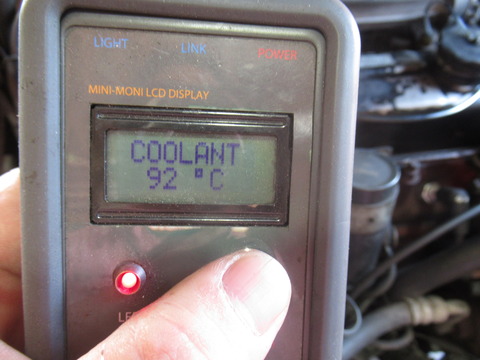 LIGHT LINK POWER
MINI-MONI LCD DISPLAY
COOLANT
92 °C